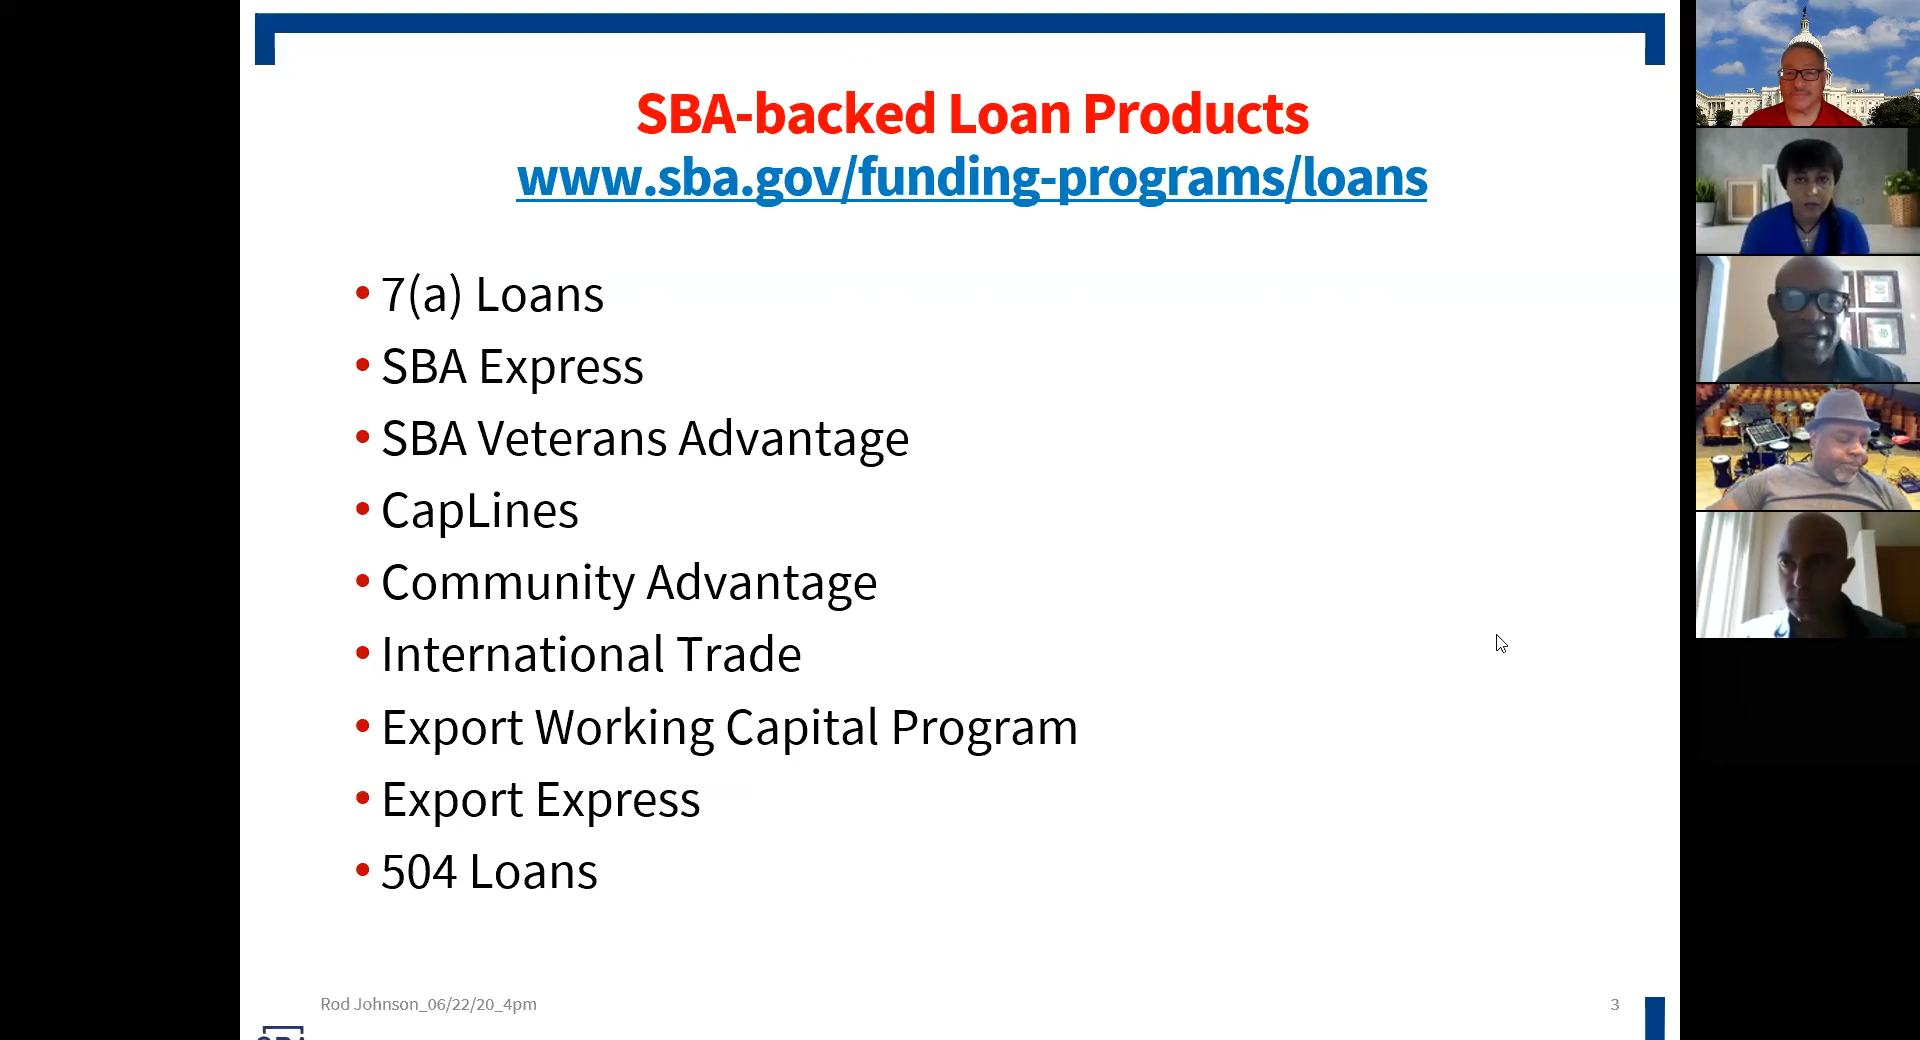 SBA-backed Loan Products
www.sba.gov/funding-programs/loans
• 7(a) Loans
• SBA Express
• SBA Veterans Advantage
• CapLines
• Community Advantage
• International Trade
• Export Working Capital Program
• Export Express
• 504 Loans
Rod Johnson_06/22/20_4pm
3